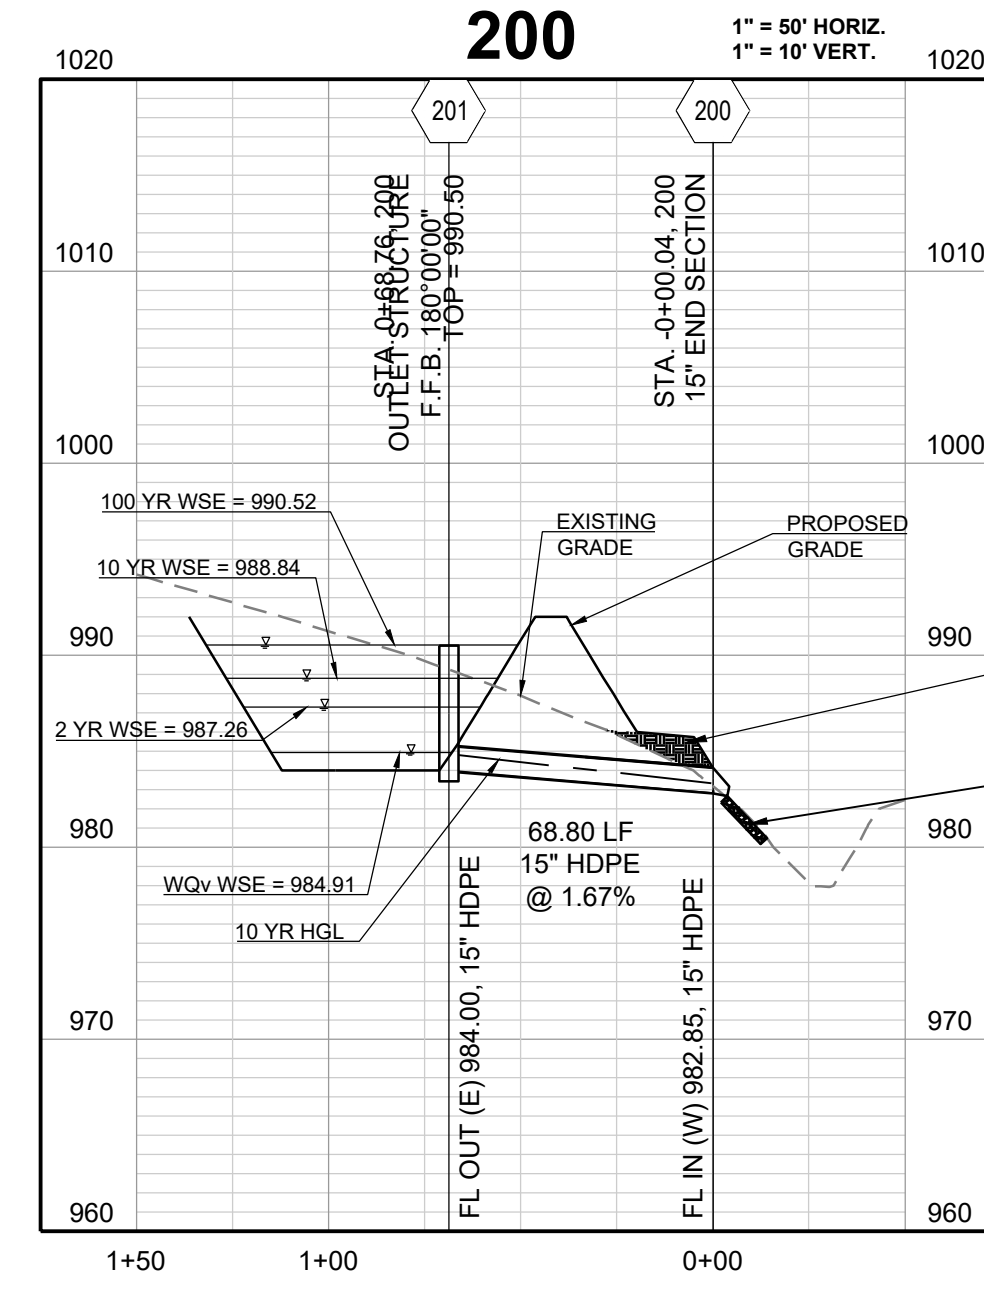 200
1" = 50' HORIZ.
1" = 10' VERT.
1020
1020
201
200
STA. 0+68.76, 200
OUTLET STRUCTURE
F.F.B. 180°00'00"
TOP = 990.50
STA. -0+00.04, 200
15" END SECTION
1010
1010
1000
1000
100 YR WSE = 990.52
EXISTING
GRADE
PROPOSED
GRADE
10 YR WSE = 988.84
990
990
2 YR WSE = 987.26
980
980
68.80 LF
15" HDPE
@ 1.67%
WQv WSE = 984.91
10 YR HGL
FL OUT (E) 984.00, 15" HDPE
FL IN (W) 982.85, 15" HDPE
970
970
960
960
1+50
1+00
0+00